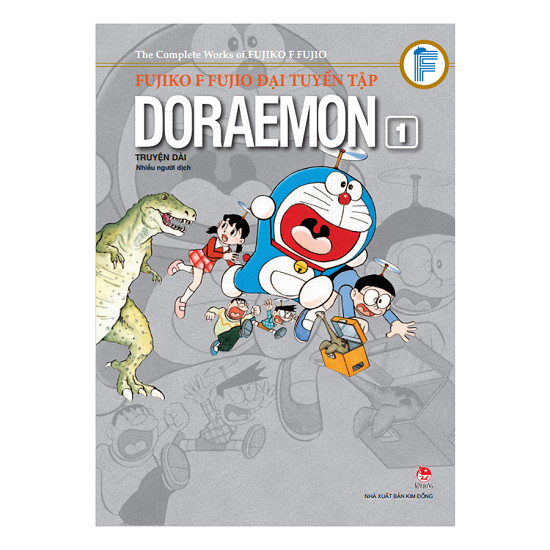 The Complete Works of FUJIKO F FUJIO
FUJIKO F FUJIO ĐẠI TUYỂN TẬP
DORAEMON 1
TRUYỆN DÀI
Nhiều người dịch
NHÀ XUẤT BẢN KIM ĐỒNG